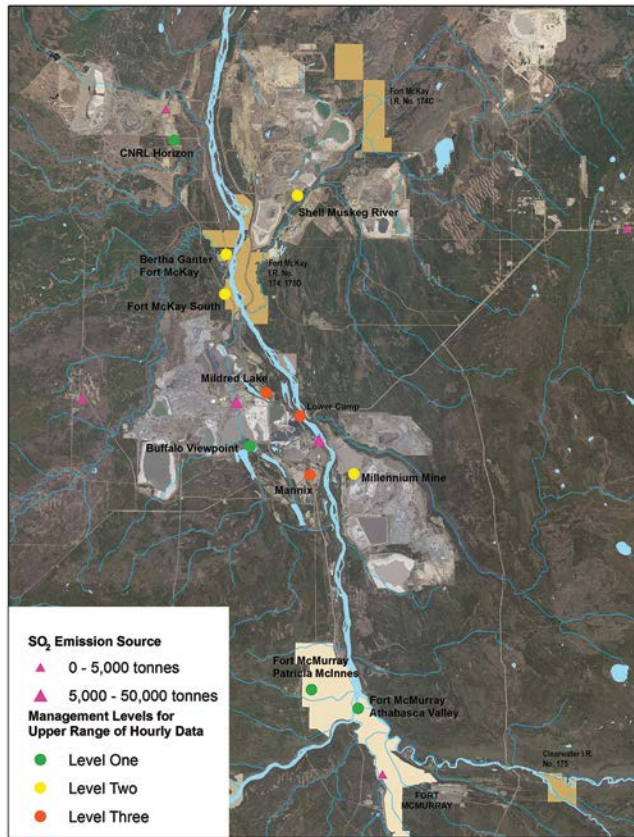 Fort McKay
I.R. No. 174C
CNRL Horizon
Shell Muskeg River
Bertha Ganter
Fort McKay
Fort McKay
I.R. No.
174, 175D
Fort McKay South
Mildred Lake
Lower Camp
Buffalo Viewpoint
Mannix
Millennium Mine
SO₂ Emission Source
0 - 5,000 tonnes
5,000 - 50,000 tonnes
Management Levels for
Upper Range of Hourly Data
Level One
Level Two
Level Three
Fort McMurray
Patricia McInnes
Fort McMurray
Athabasca Valley
Clearwater I.R.
No. 175
FORT
MCMURRAY